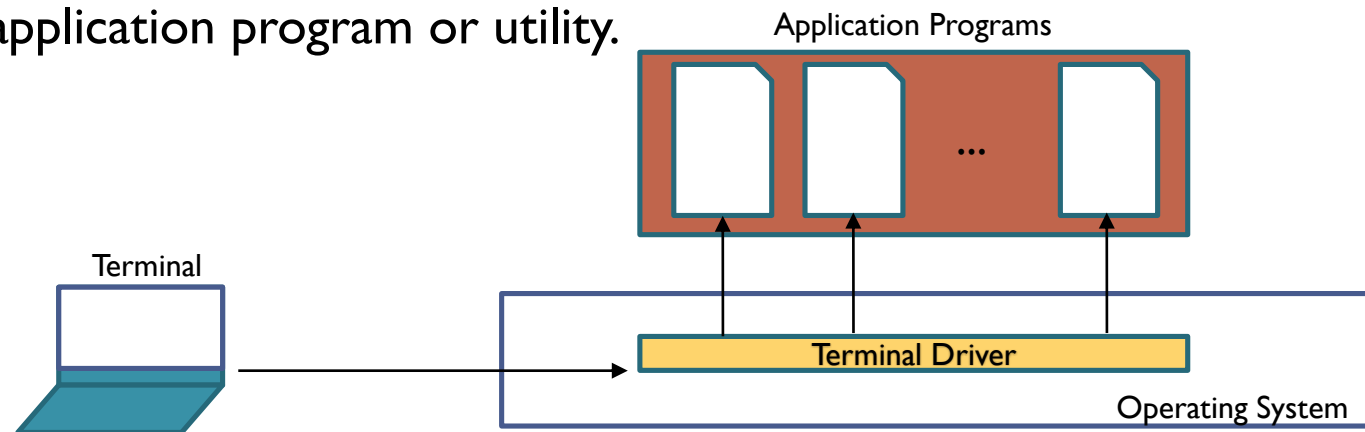 application program or utility.
Application Programs
...
Terminal
Terminal Driver
Operating System